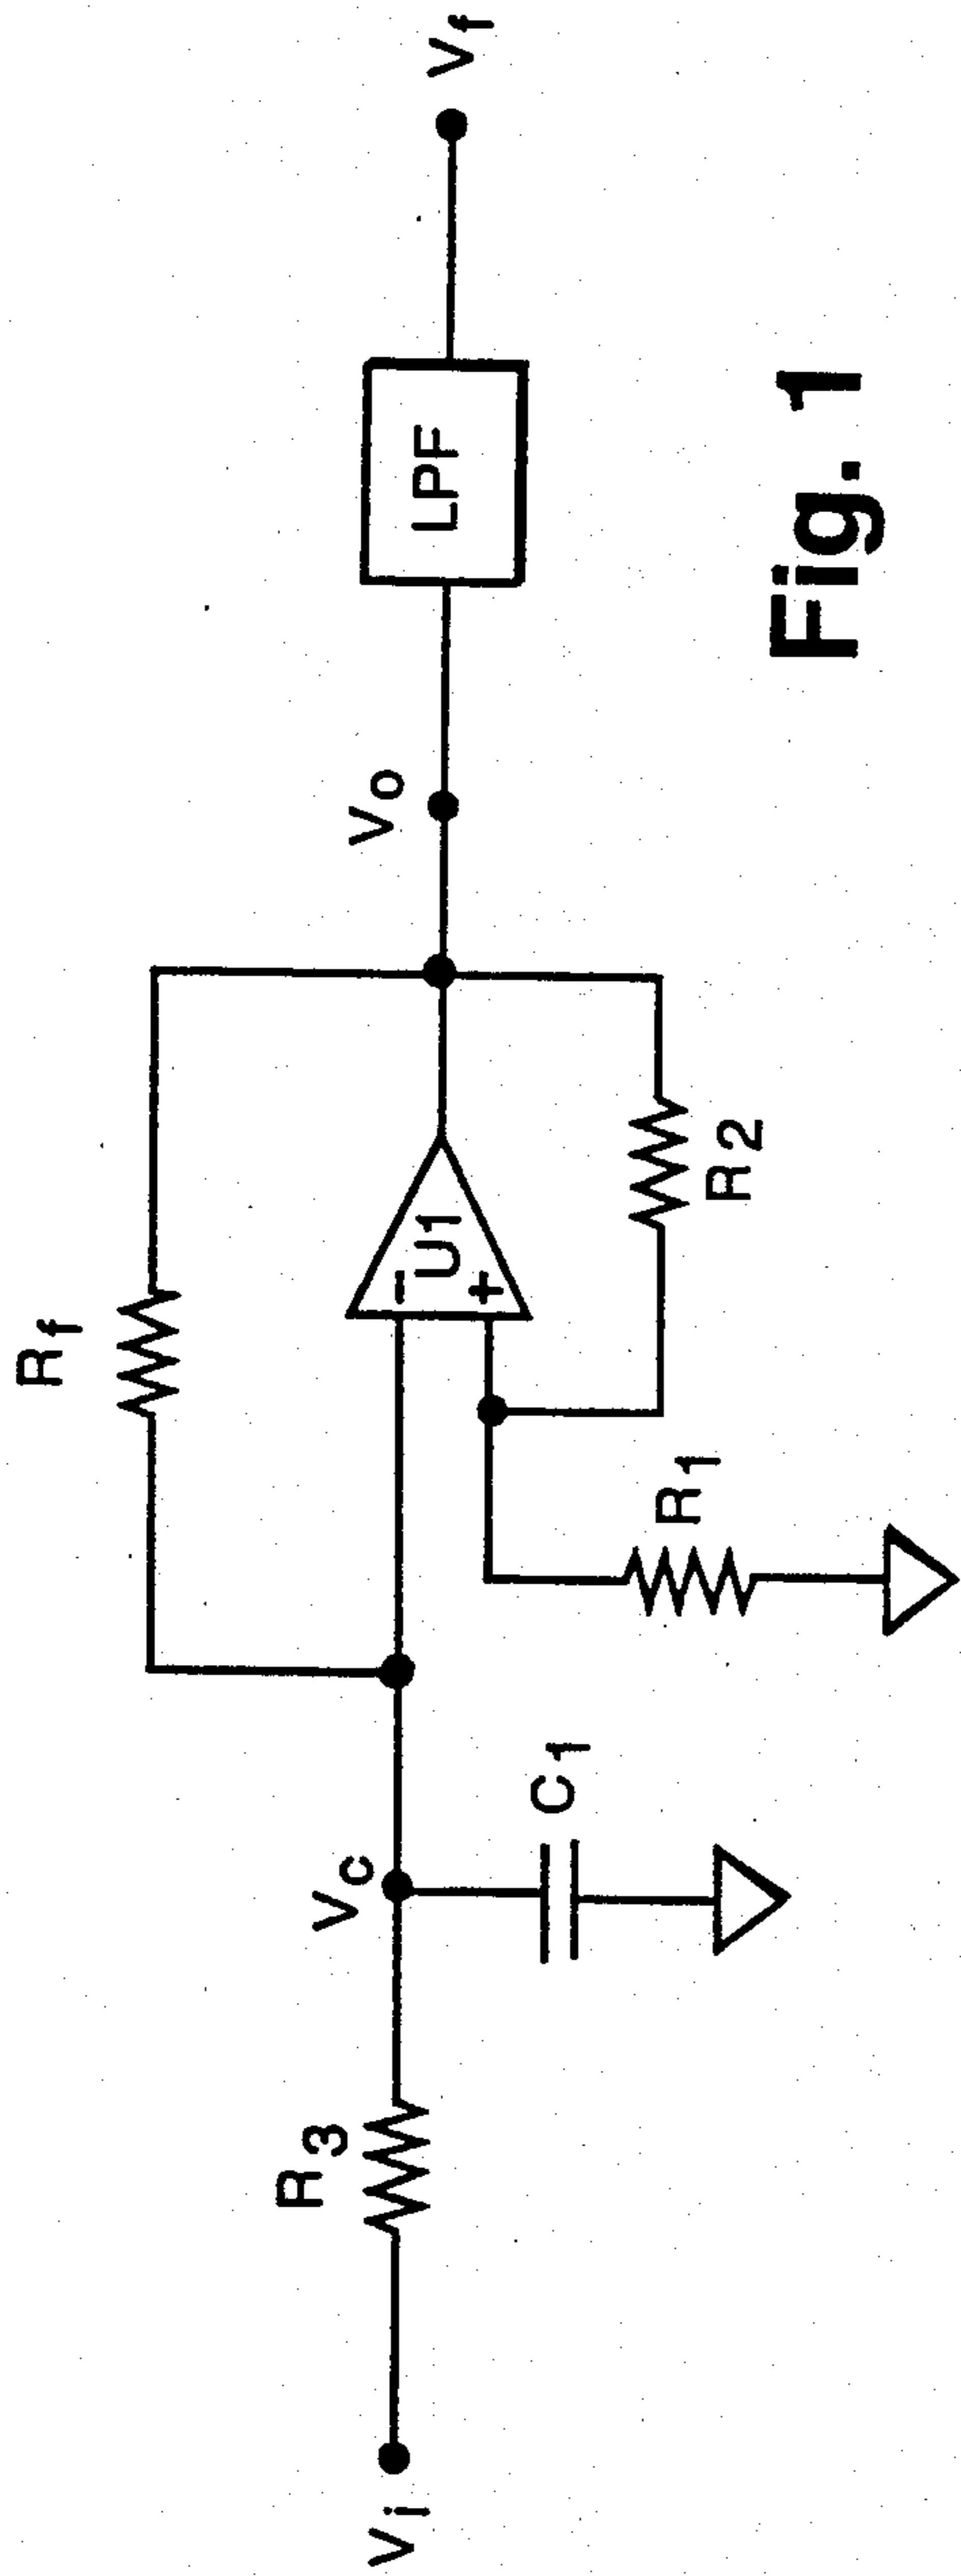 Rf
Vi
R3
Vc
C1
R1
-
U1
+
R2
Vo
LPF
Vf
Fig. 1